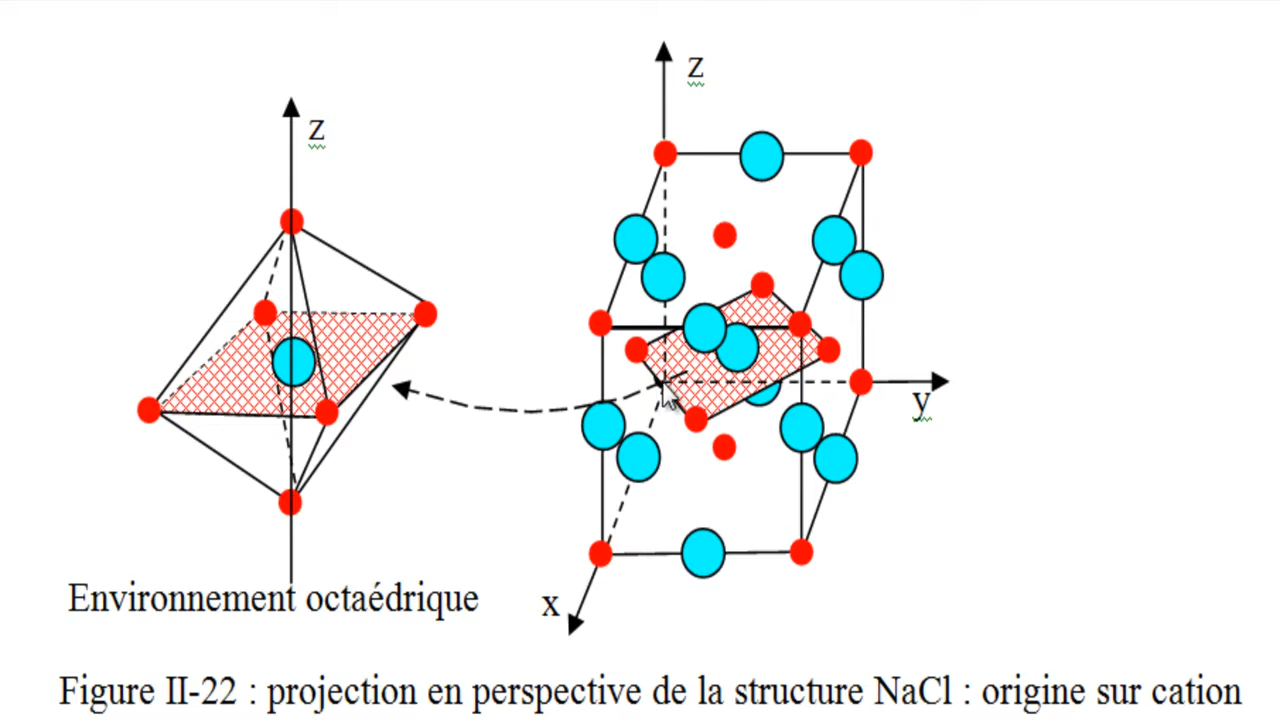 z
z
y
x
Environnement octaédrique
Figure II-22 : projection en perspective de la structure NaCl : origine sur cation